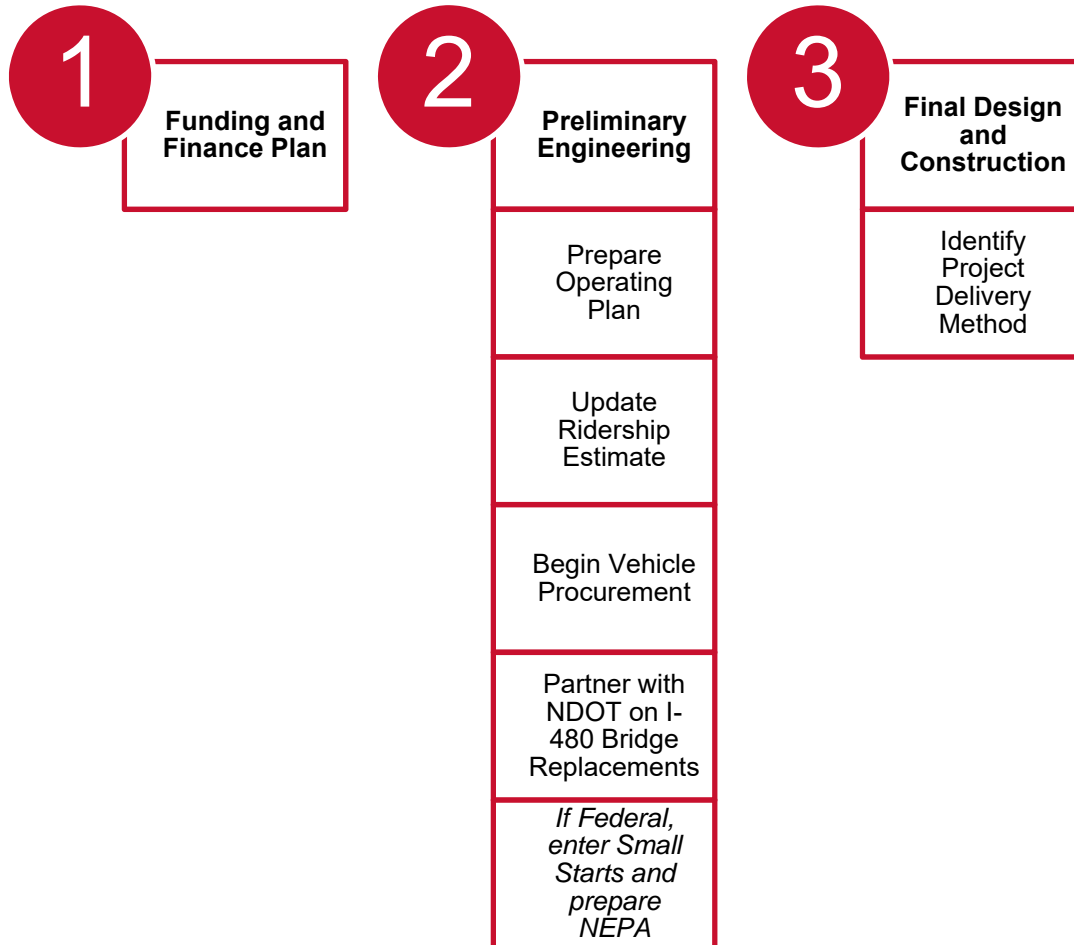 1
Funding and
Finance Plan
2
Preliminary
Engineering
Prepare
Operating
Plan
Update
Ridership
Estimate
Begin Vehicle
Procurement
Partner with
NDOT on I-
480 Bridge
Replacements
If Federal,
enter Small
Starts and
prepare
NEPA
3
Final Design
and
Construction
Identify
Project
Delivery
Method